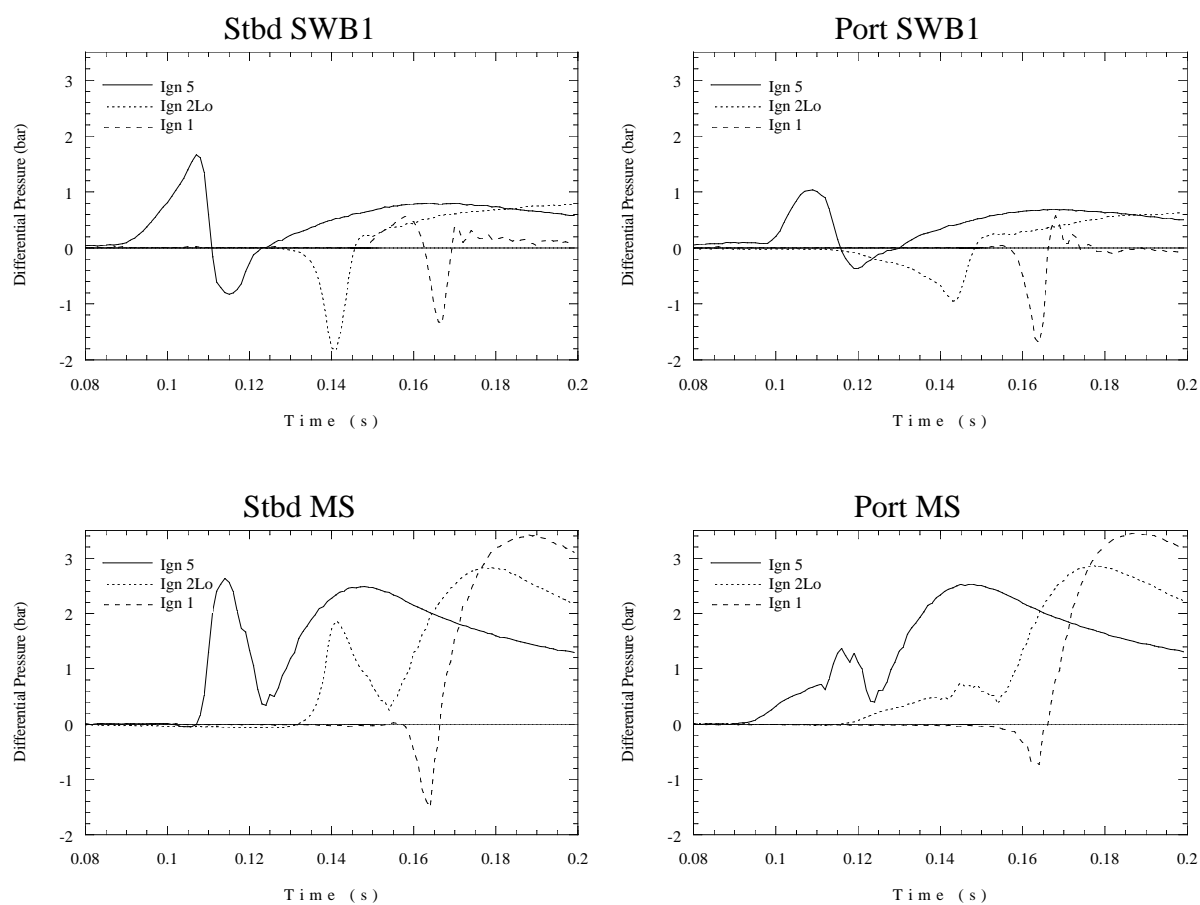 Stbd SWB1
3
2
1
0
-1
-2
Differential Pressure (bar)
Ign 5
Ign 2Lo
Ign 1
0.08 0.1 0.12 0.14 0.16 0.18 0.2
Time (s)
Port SWB1
3
2
1
0
-1
-2
Differential Pressure (bar)
Ign 5
Ign 2Lo
Ign 1
0.08 0.1 0.12 0.14 0.16 0.18 0.2
Time (s)
Stbd MS
3
2
1
0
-1
-2
Differential Pressure (bar)
Ign 5
Ign 2Lo
Ign 1
0.08 0.1 0.12 0.14 0.16 0.18 0.2
Time (s)
Port MS
3
2
1
0
-1
-2
Differential Pressure (bar)
Ign 5
Ign 2Lo
Ign 1
0.08 0.1 0.12 0.14 0.16 0.18 0.2
Time (s)